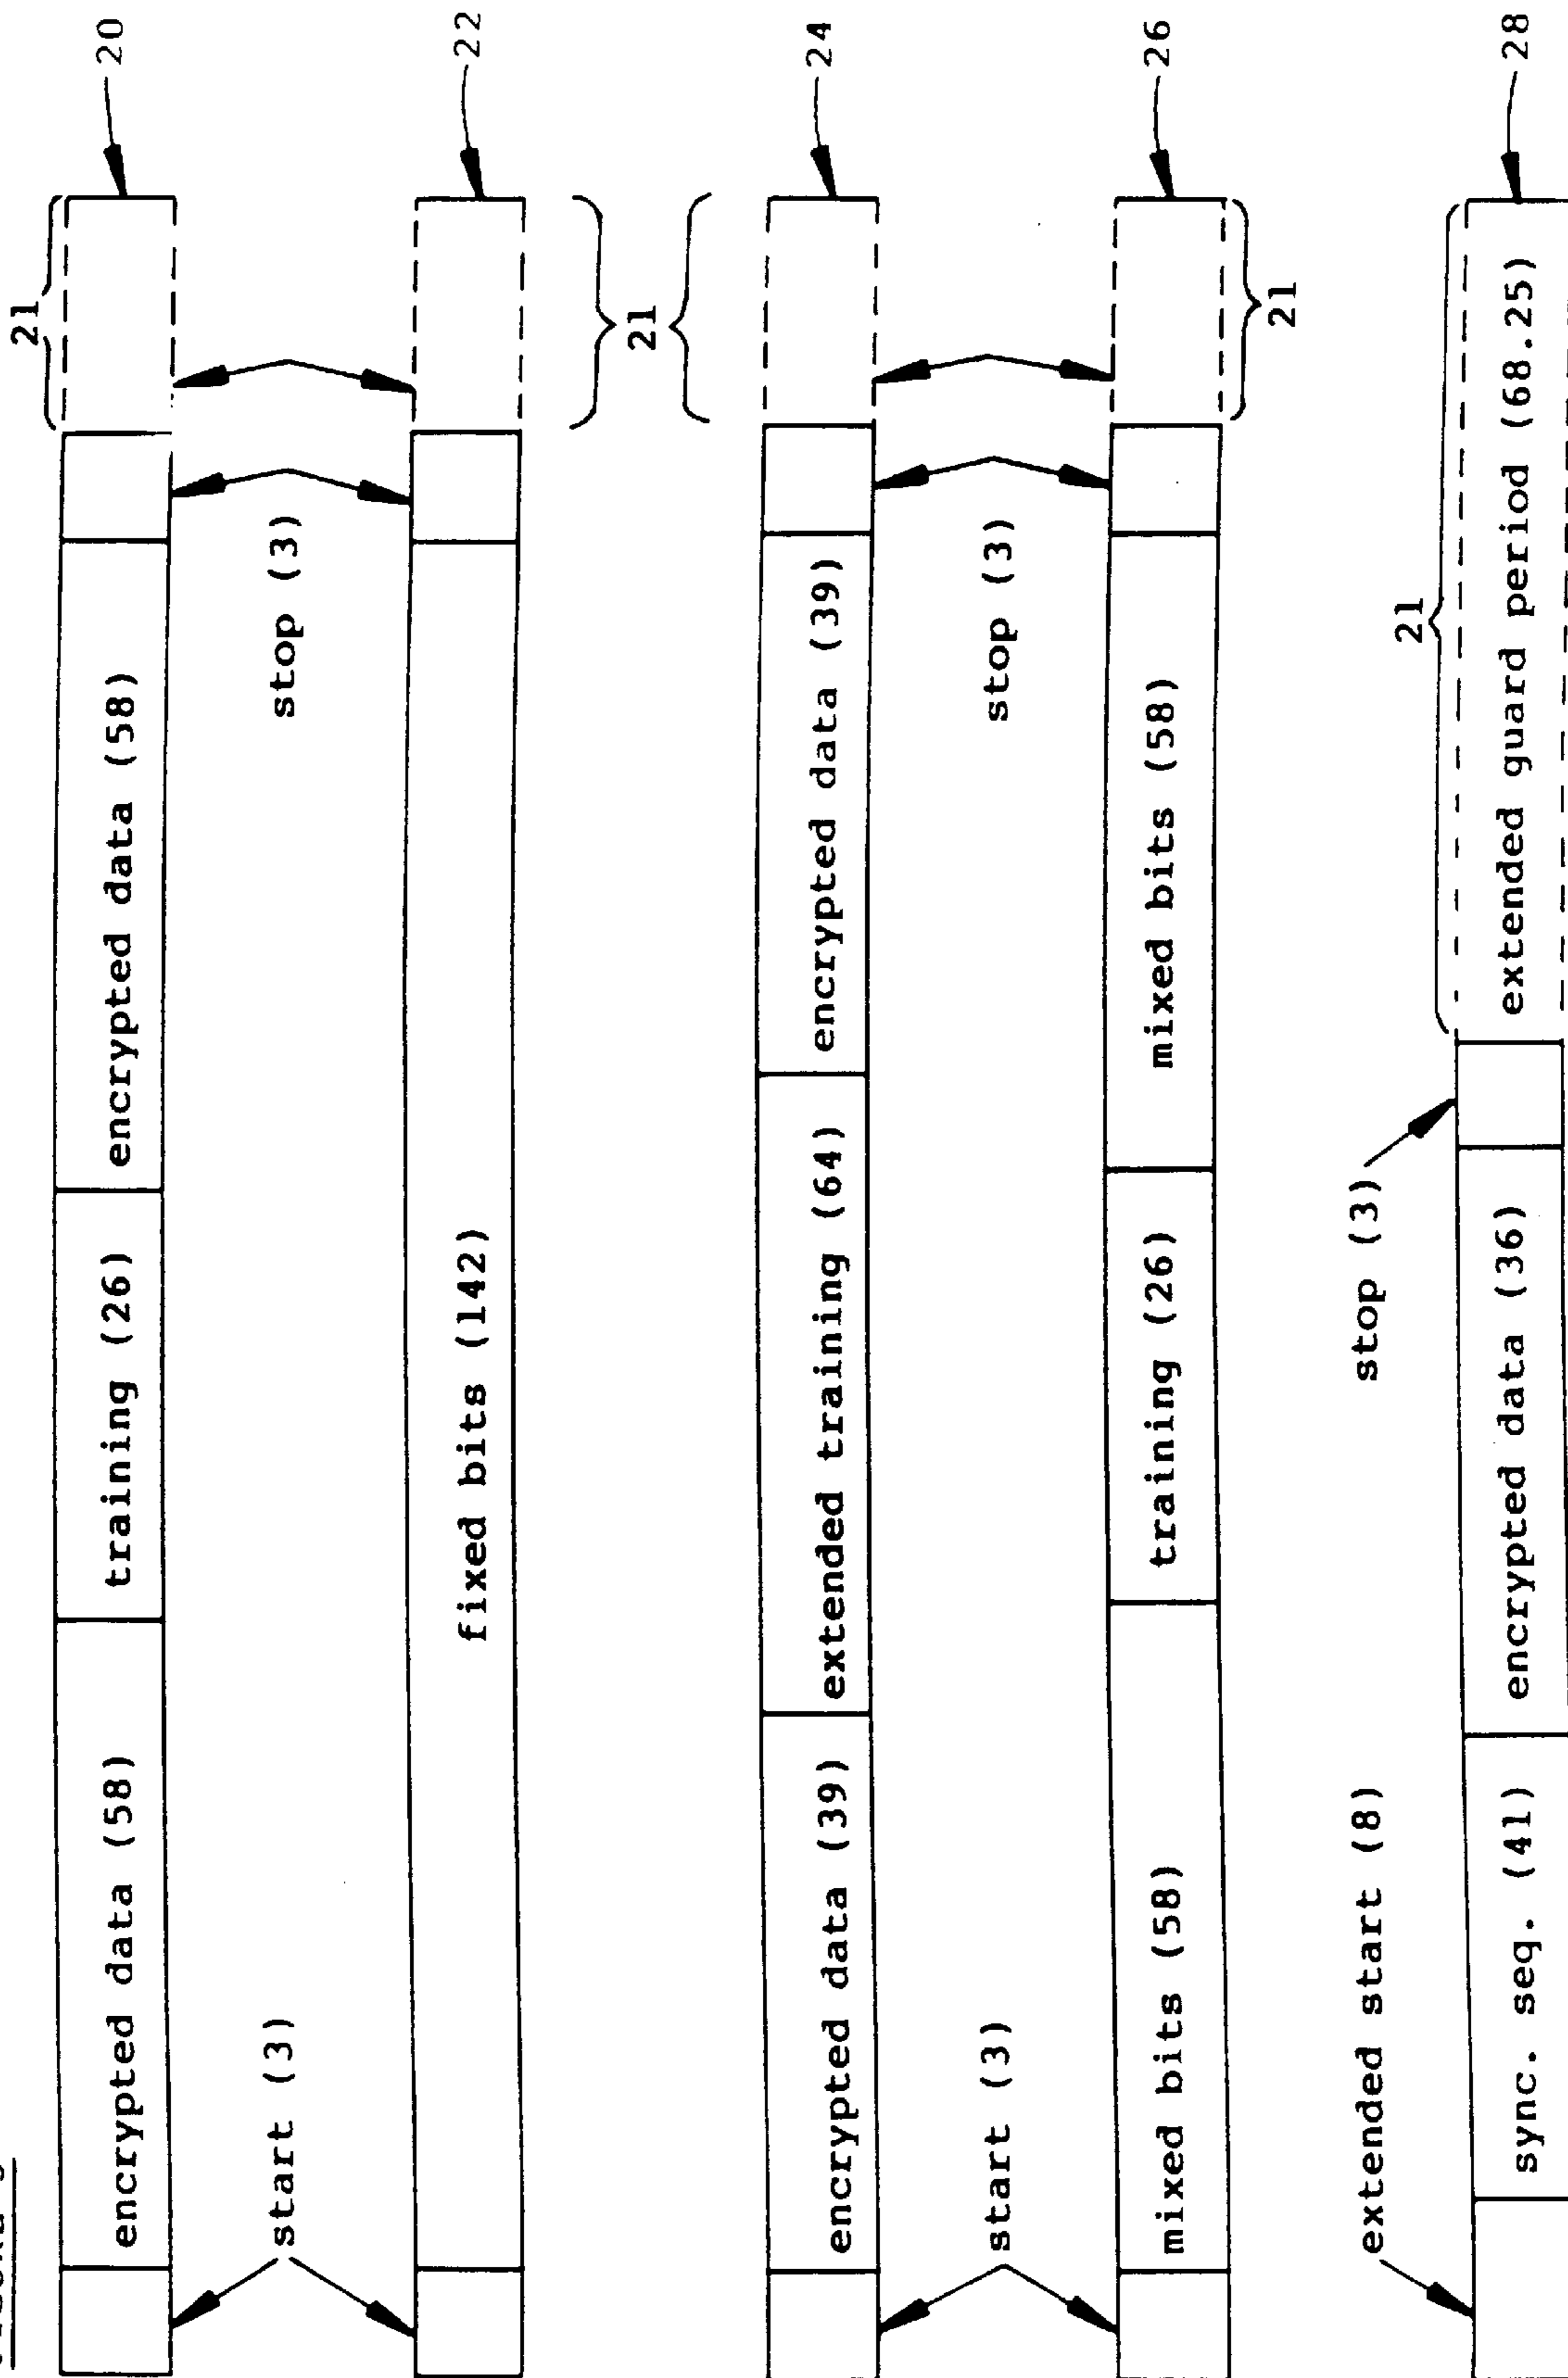 20
21
encrypted data (58) training (26) encrypted data (58)
start (3) stop (3)
22
fixed bits (142)
21
24
encrypted data (39) extended training (64) encrypted data (39)
start (3) stop (3)
26
mixed bits (58) training (26) mixed bits (58)
21
extended start (8) stop (3) 21
28
sync. seq. (41) encrypted data (36) extended guard period (68.25)